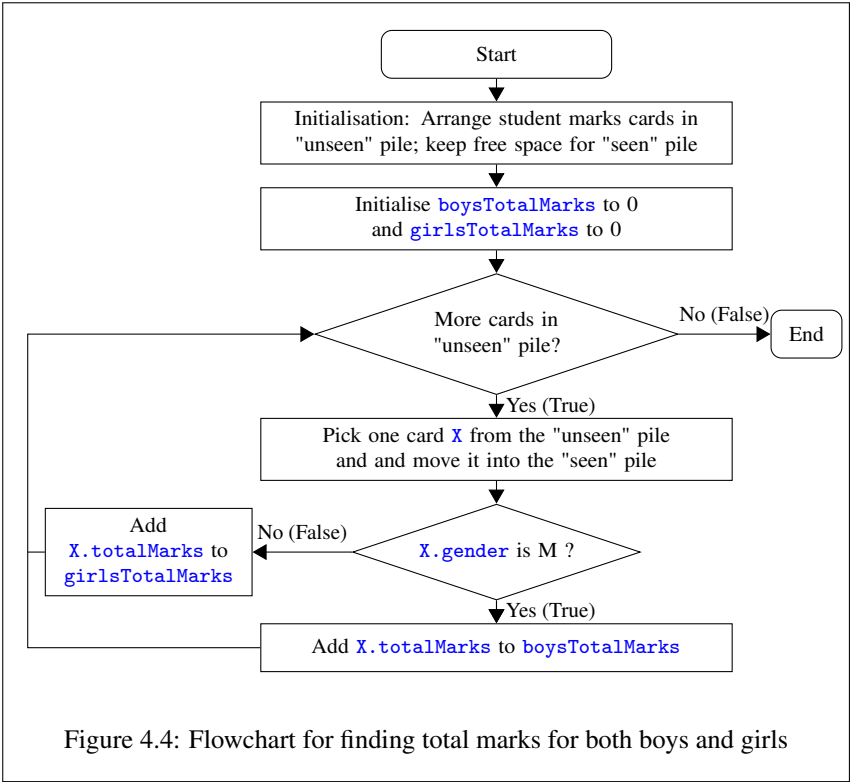 Start
Initialisation: Arrange student marks cards in
"unseen" pile; keep free space for "seen" pile
Initialise boysTotalMarks to 0
and girlsTotalMarks to 0
More cards in
"unseen" pile?
No (False)
End
Yes (True)
Pick one card X from the "unseen" pile
and and move it into the "seen" pile
X.gender is M ?
No (False)
Add
X.totalMarks to
girlsTotalMarks
Yes (True)
Add X.totalMarks to boysTotalMarks
Figure 4.4: Flowchart for finding total marks for both boys and girls